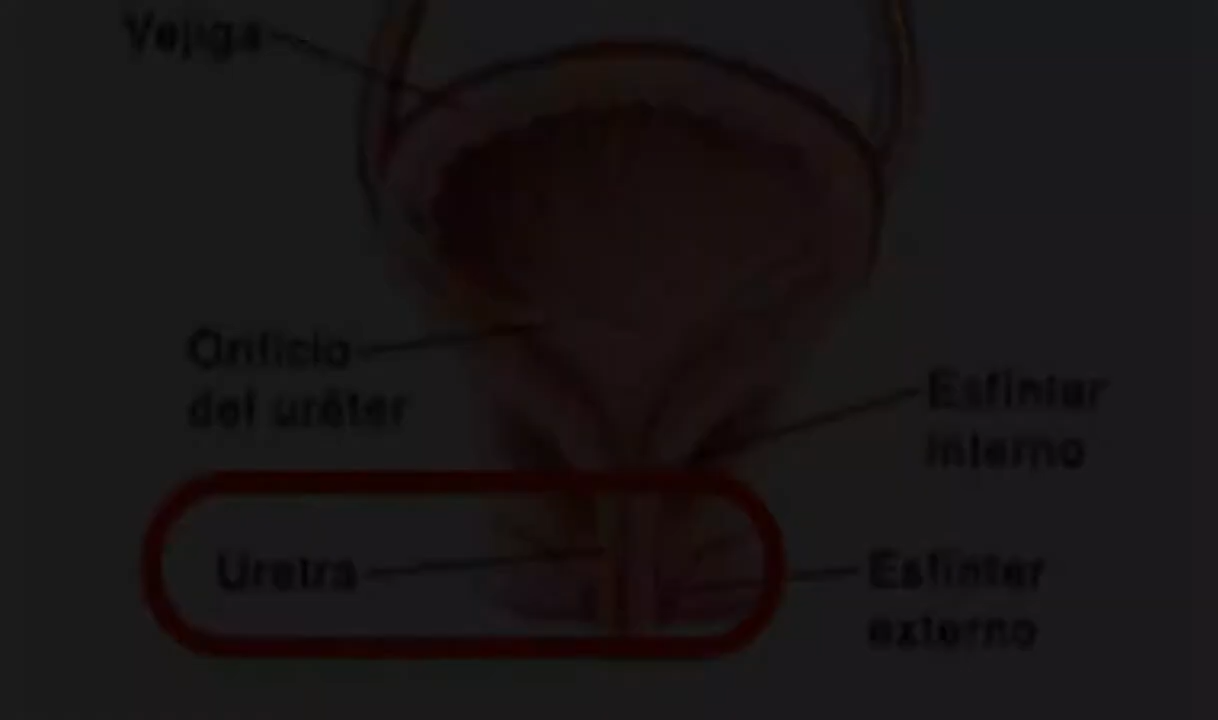 Vejiga
Orificio
del uréter
Esfínter
interno
Uretra
Esfínter
externo